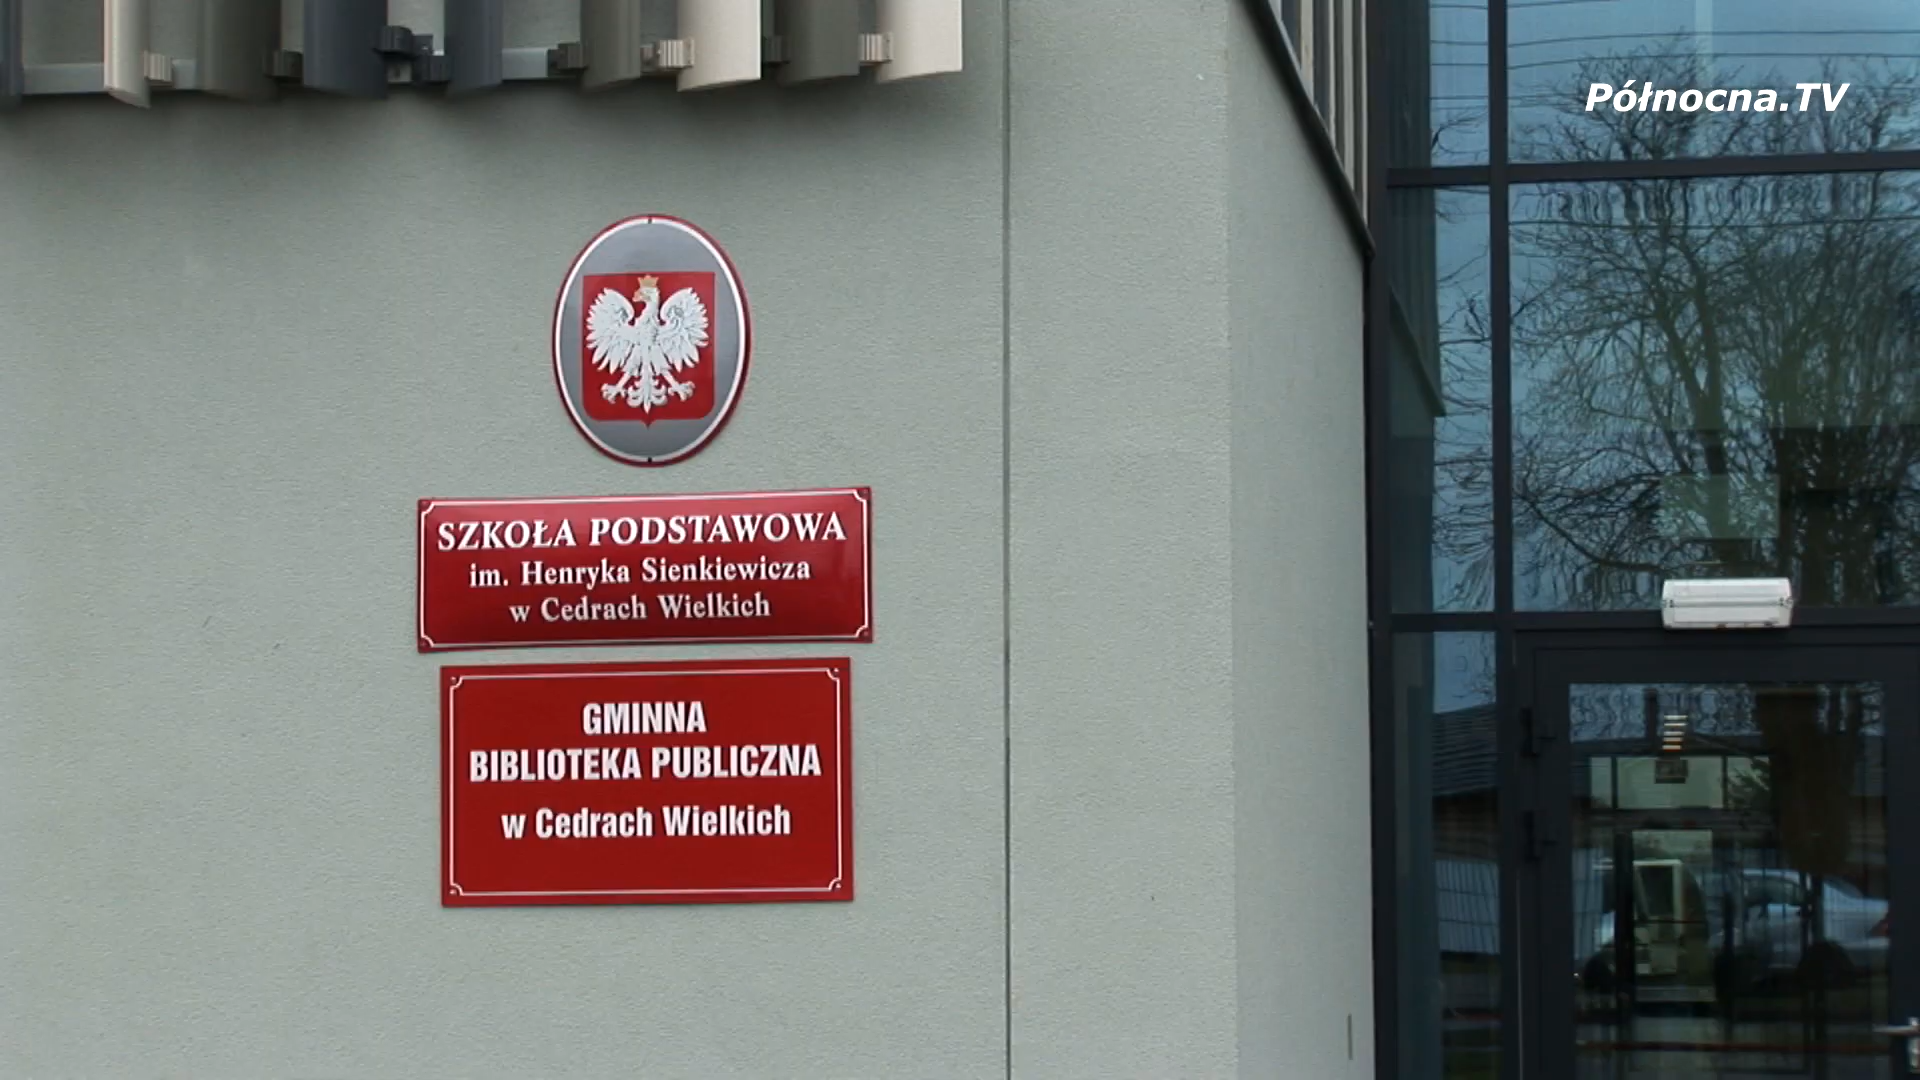 Północna.TV
SZKOŁA PODSTAWOWA
im. Henryka Sienkiewicza
w Cedrach Wielkich
GMINNA
BIBLIOTEKA PUBLICZNA
w Cedrach Wielkich